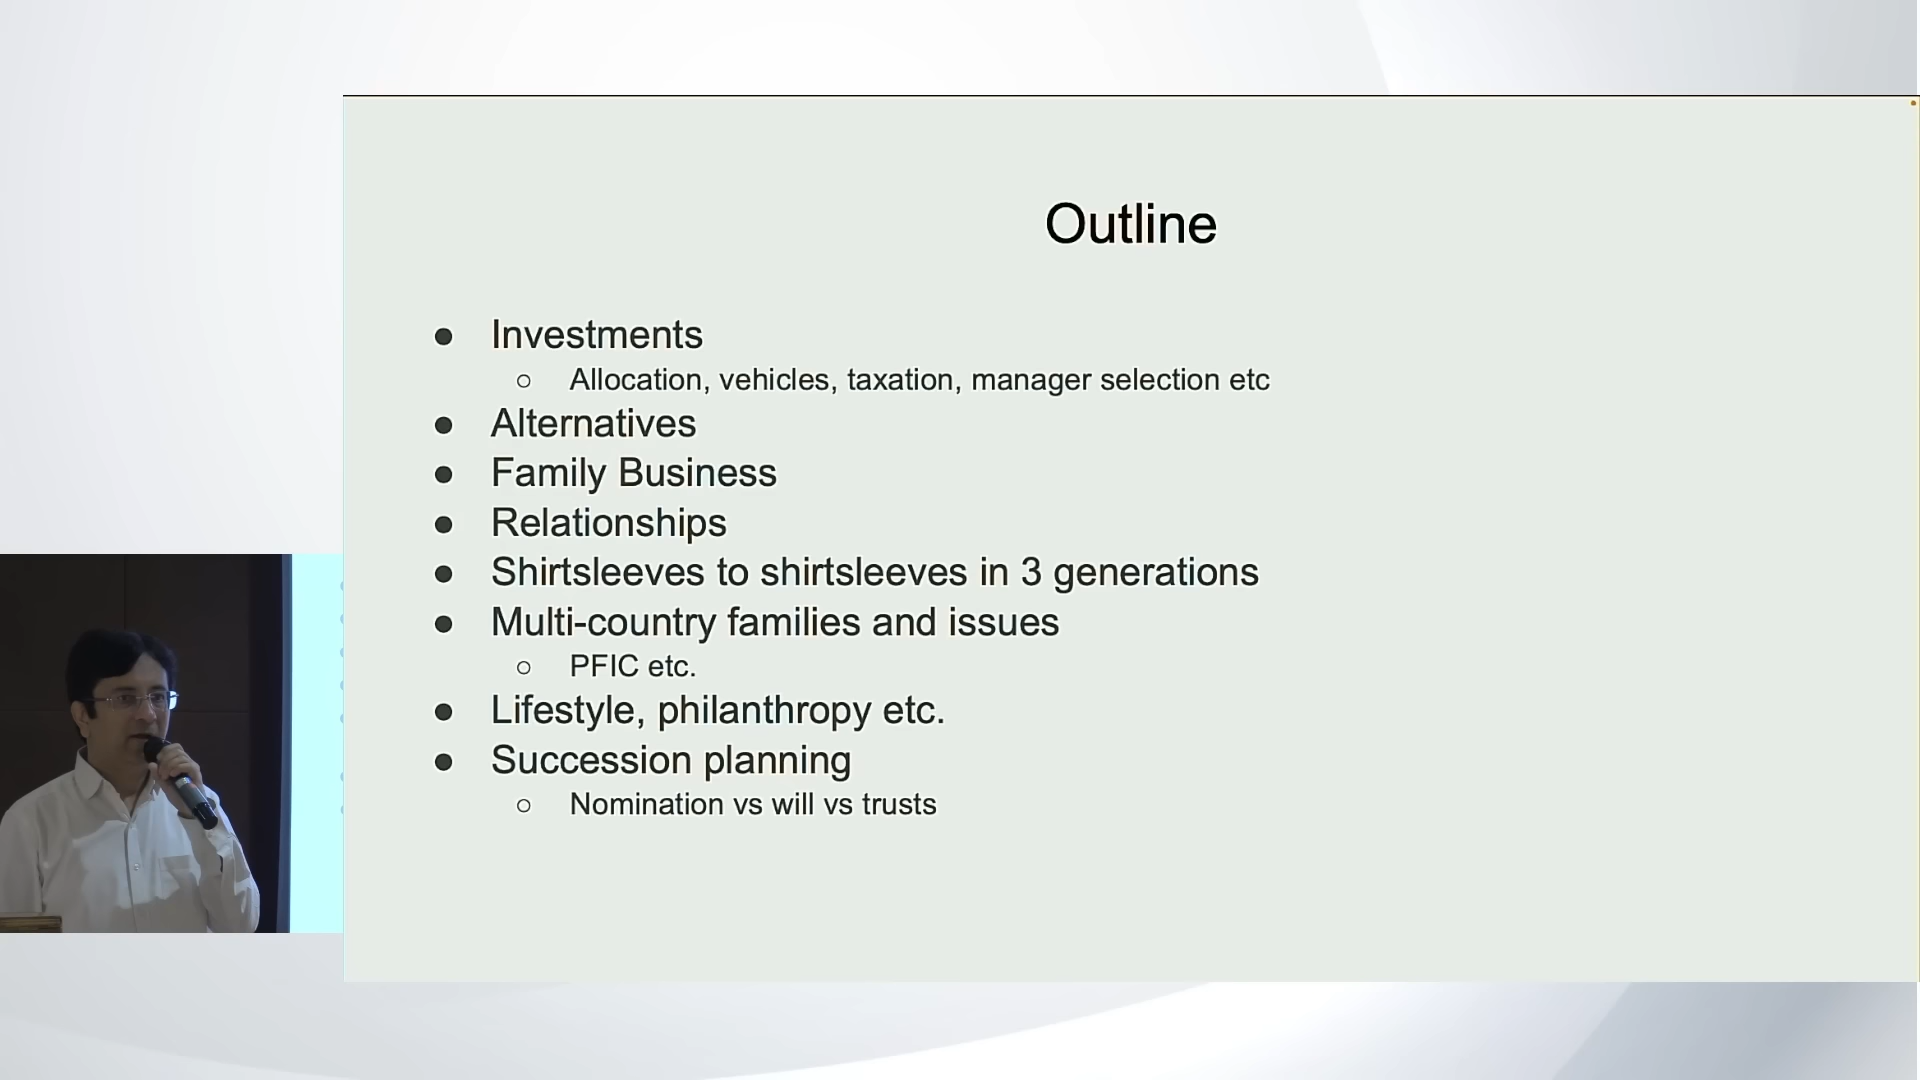 Outline
● Investments
○ Allocation, vehicles, taxation, manager selection etc
● Alternatives
● Family Business
● Relationships
● Shirtsleeves to shirtsleeves in 3 generations
● Multi-country families and issues
○ PFIC etc.
● Lifestyle, philanthropy etc.
● Succession planning
○ Nomination vs will vs trusts